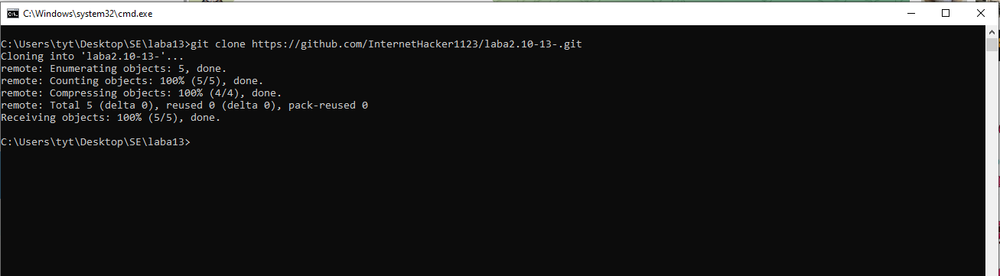 C:\Windows\system32\cmd.exe
C:\Users\tyt\Desktop\SE\laba13>git clone https://github.com/InternetHacker1123/laba2.10-13-.git
Cloning into 'laba2.10-13-'...
remote: Enumerating objects: 5, done.
remote: Counting objects: 100% (5/5), done.
remote: Compressing objects: 100% (4/4), done.
remote: Total 5 (delta 0), reused 0 (delta 0), pack-reused 0
Receiving objects: 100% (5/5), done.
C:\Users\tyt\Desktop\SE\laba13>